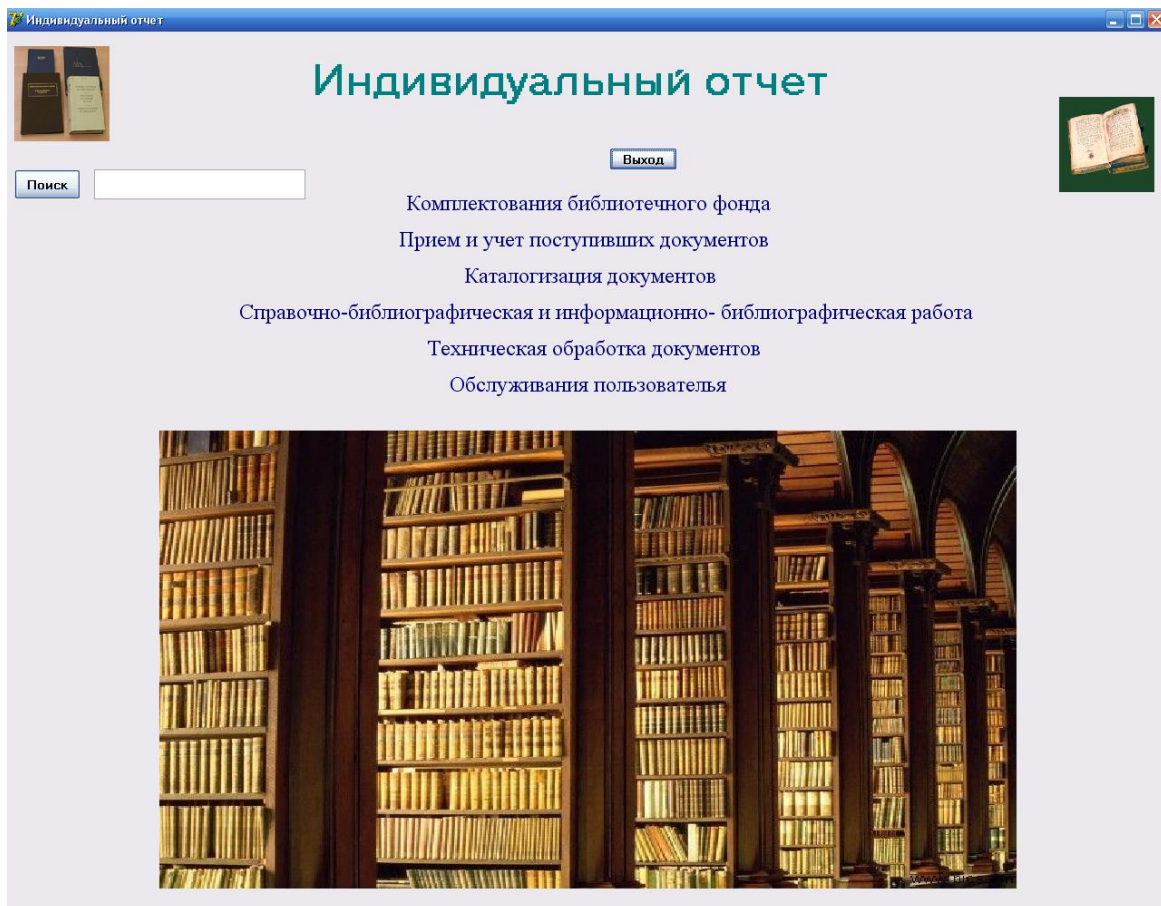 Индивидуальный отчет
Индивидуальный отчет
Выход
Поиск
Комплектования библиотечного фонда
Прием и учет поступивших документов
Каталогизация документов
Справочно-библиографическая и информационно- библиографическая работа
Техническая обработка документов
Обслуживания пользователья